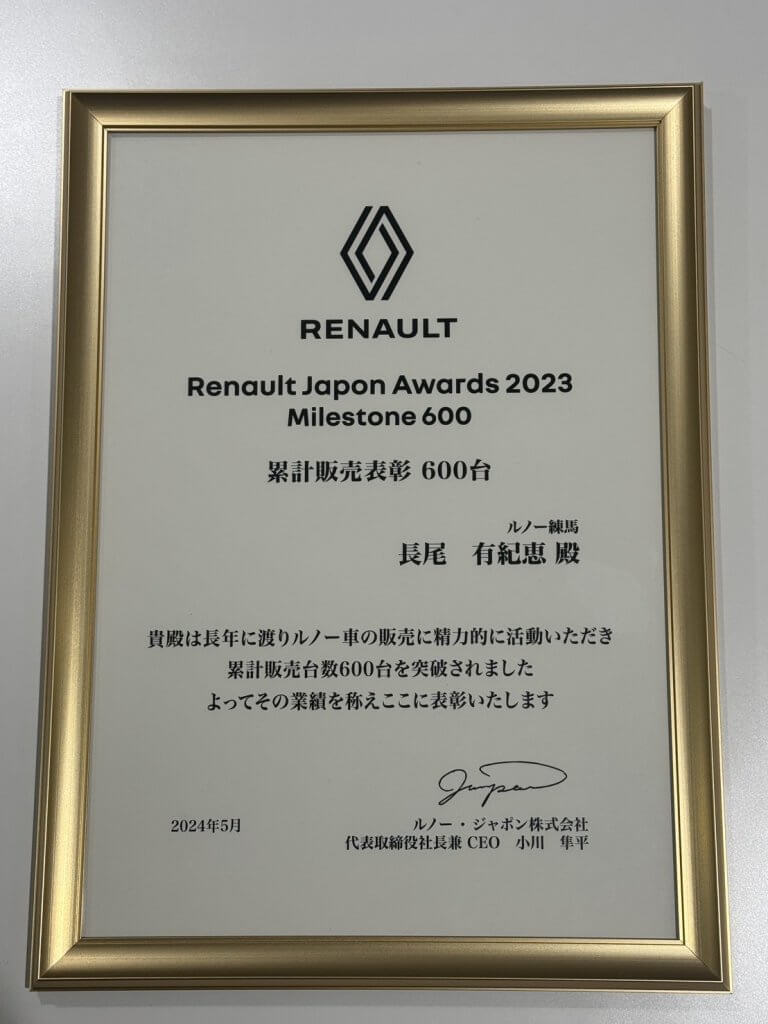 RENAULT
Renault Japon Awards 2023
Milestone 600
累計販売表彰 600台
ルノー練馬
長尾　有紀恵 殿
貴殿は長年に渡りルノー車の販売に精力的に活動いただき
累計販売台数600台を突破されました
よってその業績を称えここに表彰いたします
2024年5月
ルノー・ジャポン株式会社
代表取締役社長兼 CEO　小川　隼平